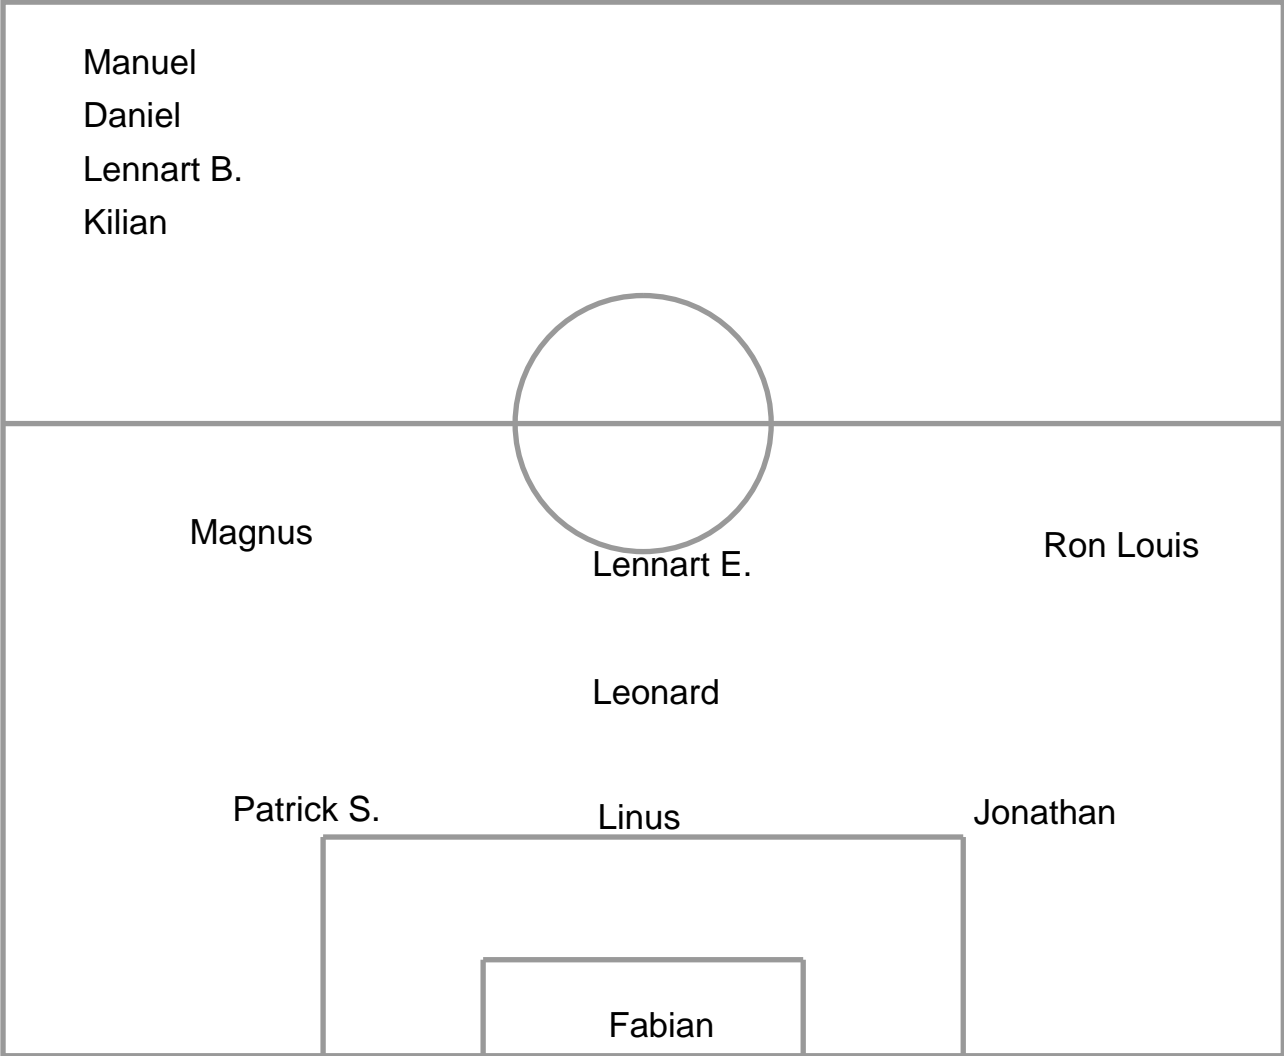 Manuel
Daniel
Lennart B.
Kilian
Magnus
Ron Louis
Lennart E.
Leonard
Patrick S.
Linus
Jonathan
Fabian